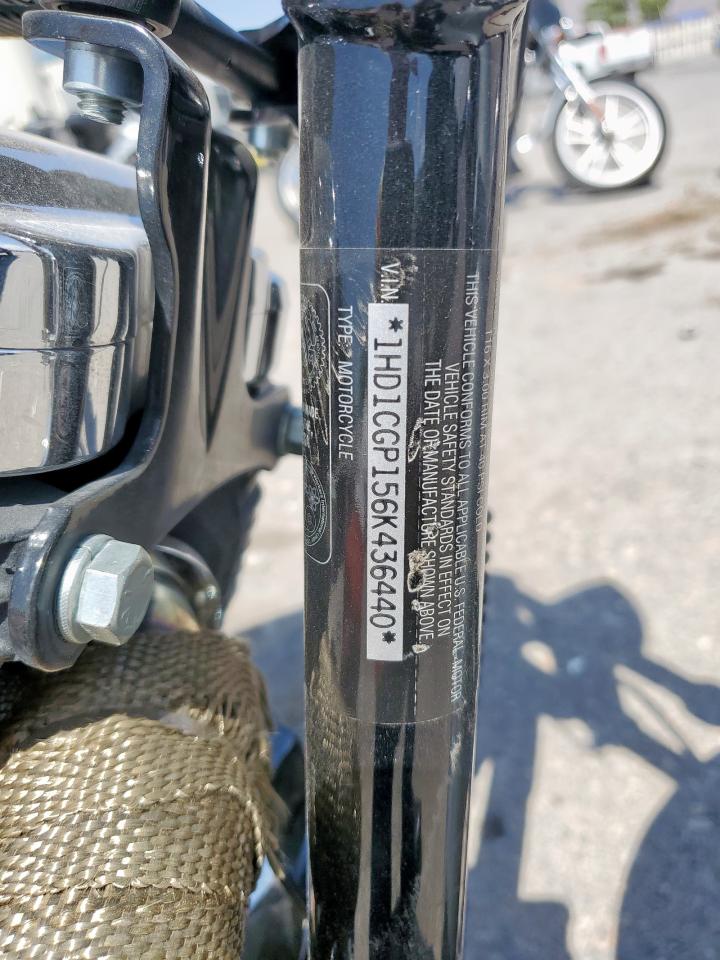 116 X
THIS VEHICLE CONFORMS TO ALL APPLICABLE U.S. FEDERAL MOTOR
VEHICLE SAFETY STANDARDS IN EFFECT ON
THE DATE OF MANUFACTURE SHOWN ABOVE
V.I.N.
*1HD1CGP156K436440*
TYPE: MOTORCYCLE